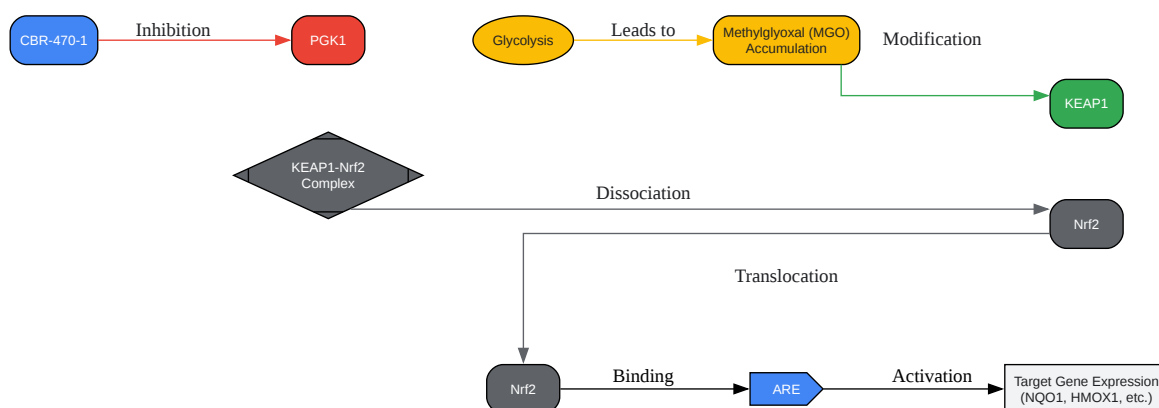 CBR-470-1
Inhibition
PGK1
Glycolysis
Leads to
Methylglyoxal (MGO)
Accumulation
Modification
KEAP1
KEAP1-Nrf2
Complex
Dissociation
Nrf2
Translocation
Nrf2
Binding
ARE
Activation
Target Gene Expression
(NQO1, HMOX1, etc.)